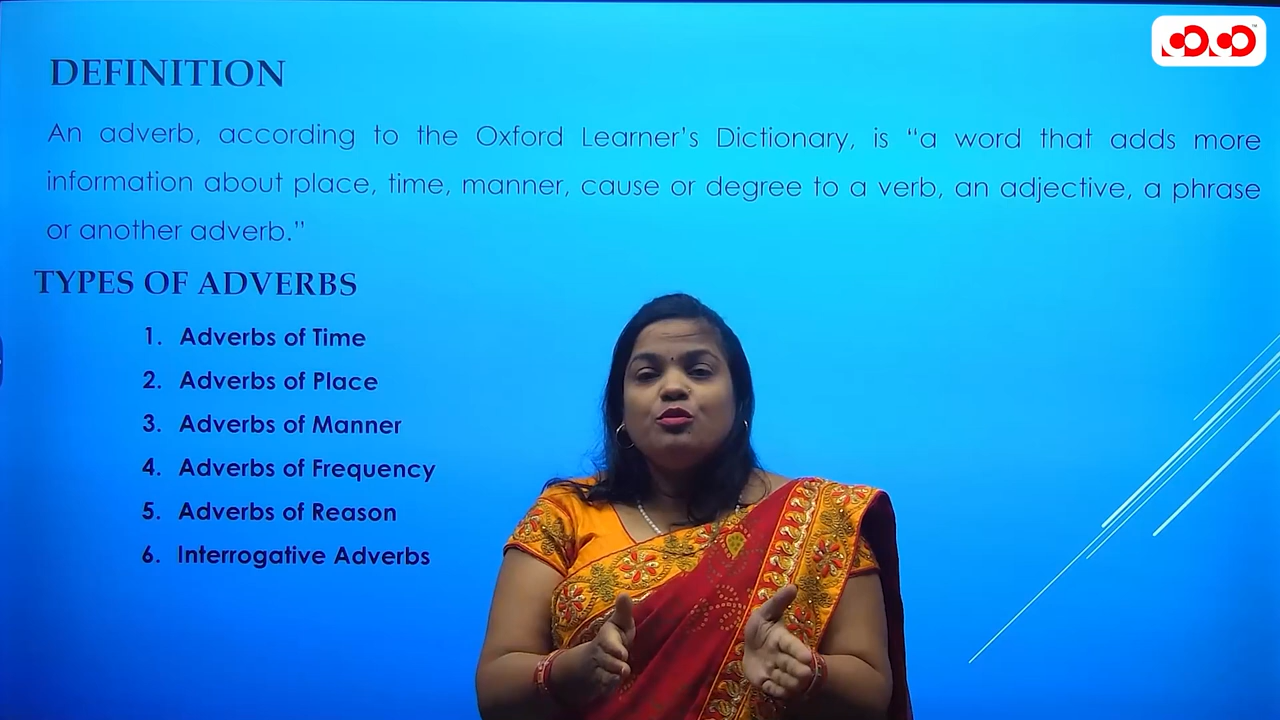 DEFINITION
An adverb, according to the Oxford Learner's Dictionary, is “a word that adds more
information about place, time, manner, cause or degree to a verb, an adjective, a phrase
or another adverb.”
TYPES OF ADVERBS
1. Adverbs of Time
2. Adverbs of Place
3. Adverbs of Manner
4. Adverbs of Frequency
5. Adverbs of Reason
6. Interrogative Adverbs